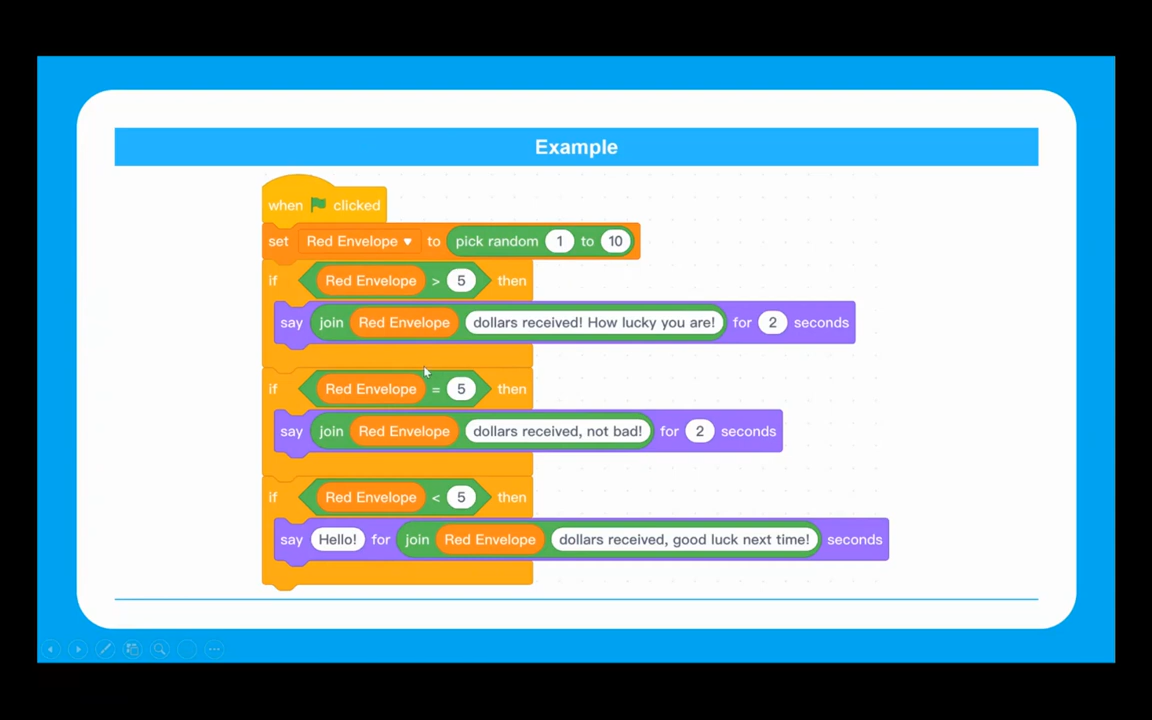 Example
when clicked
set Red Envelope to pick random 1 to 10
if Red Envelope > 5 then
say join Red Envelope dollars received! How lucky you are! for 2 seconds
if Red Envelope = 5 then
say join Red Envelope dollars received, not bad! for 2 seconds
if Red Envelope < 5 then
say Hello! for join Red Envelope dollars received, good luck next time! seconds